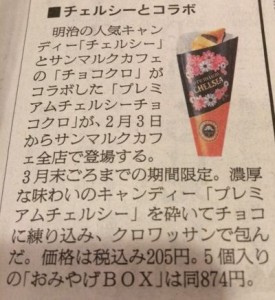 ■チェルシーとコラボ
明治の人気キャン
ディー「チェルシー」
とサンマルクカフェ
の「チョコクロ」が
コラボした「プレミ
アムチェルシーチョ
コクロ」が、2月3日
からサンマルクカフ
ェ全店で登場する。
3月末ごろまでの期間限定。濃厚
な味わいのキャンディー「プレミ
アムチェルシー」を砕いてチョコ
に練り込み、クロワッサンで包ん
だ。価格は税込み205円。5個入り
の「おみやげBOX」は同874円。
CHELSEA